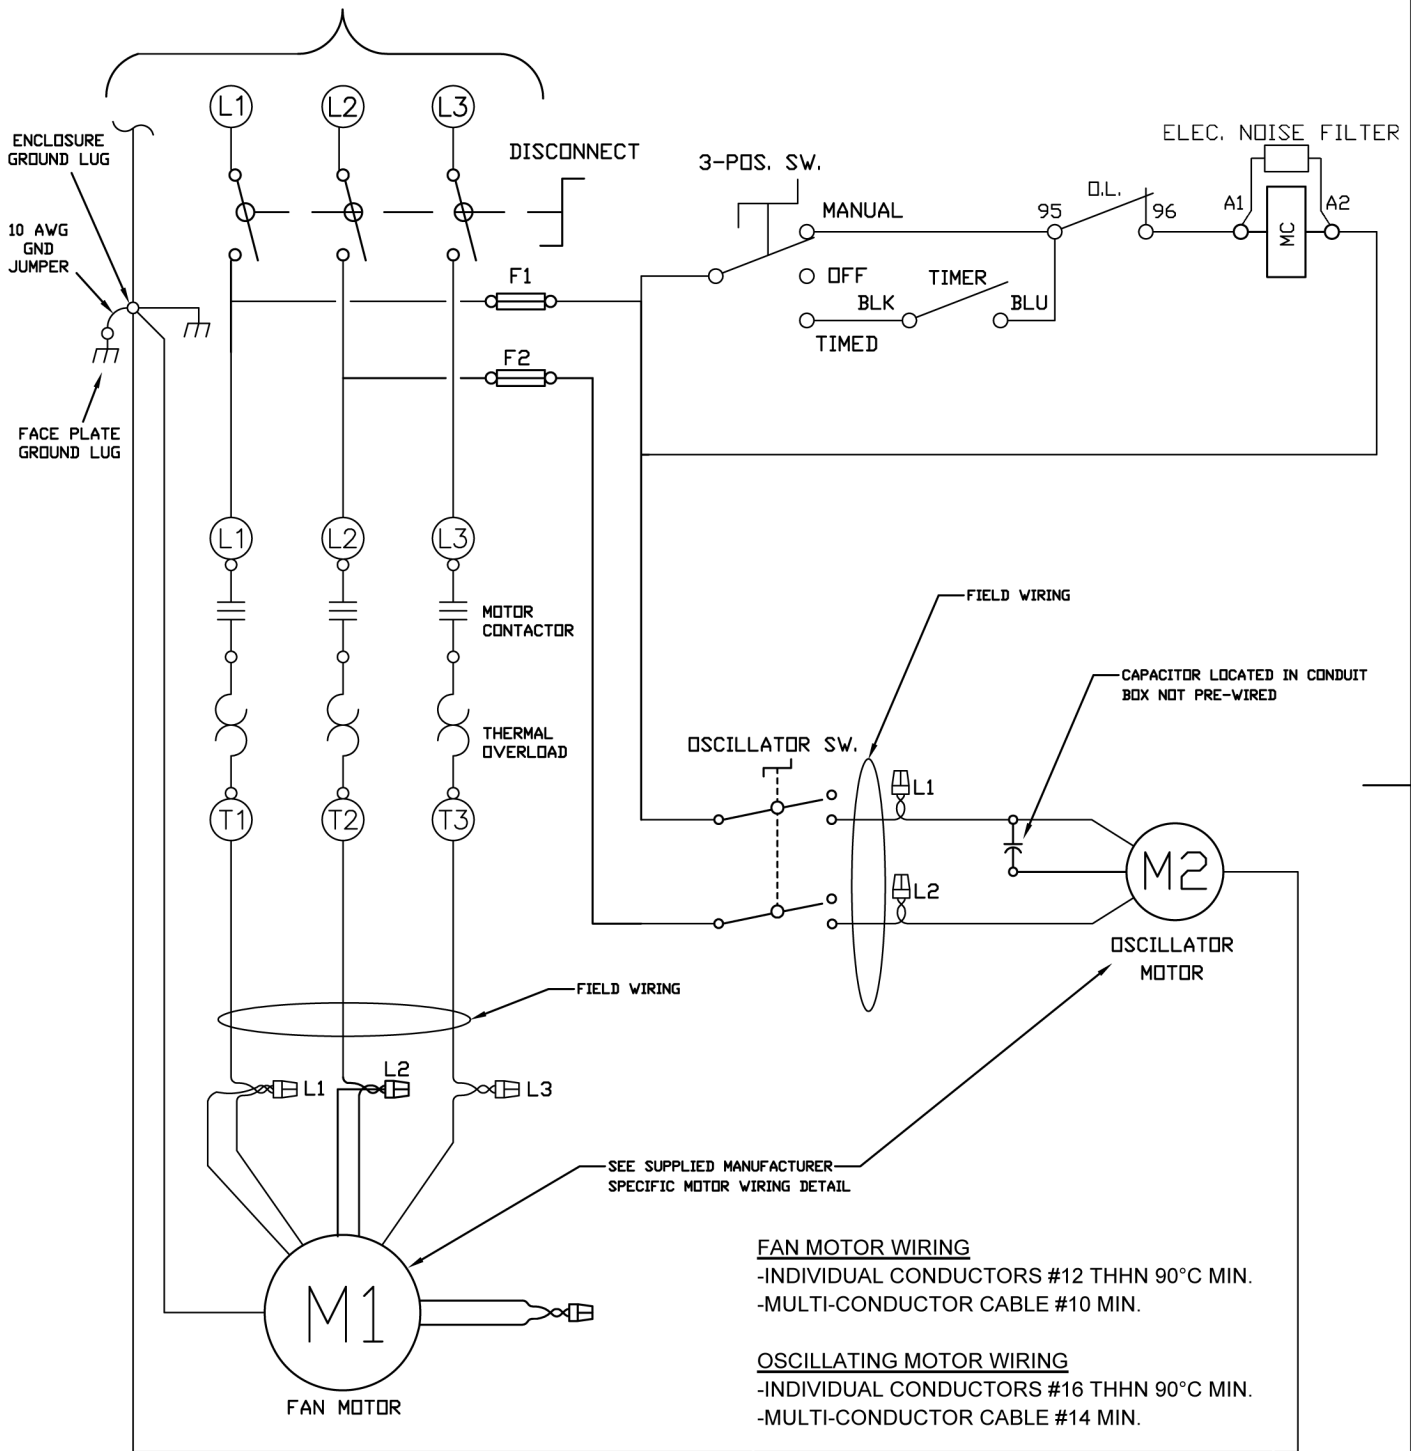 L1
L2
L3
DISCONNECT
ENCLOSURE
GROUND LUG
10 AWG
GND
JUMPER
FACE PLATE
GROUND LUG
F1
F2
3-POS. SW.
MANUAL
OFF
TIMER
BLK
BLU
TIMED
95
O.L.
96
ELEC. NOISE FILTER
A1
MC
A2
L1
L2
L3
MOTOR
CONTACTOR
THERMAL
OVERLOAD
T1
T2
T3
FIELD WIRING
CAPACITOR LOCATED IN CONDUIT
BOX NOT PRE-WIRED
OSCILLATOR SW.
L1
L2
M2
OSCILLATOR
MOTOR
FIELD WIRING
L1
L2
L3
SEE SUPPLIED MANUFACTURER
SPECIFIC MOTOR WIRING DETAIL
M1
FAN MOTOR
FAN MOTOR WIRING
-INDIVIDUAL CONDUCTORS #12 THHN 90°C MIN.
-MULTI-CONDUCTOR CABLE #10 MIN.
OSCILLATING MOTOR WIRING
-INDIVIDUAL CONDUCTORS #16 THHN 90°C MIN.
-MULTI-CONDUCTOR CABLE #14 MIN.